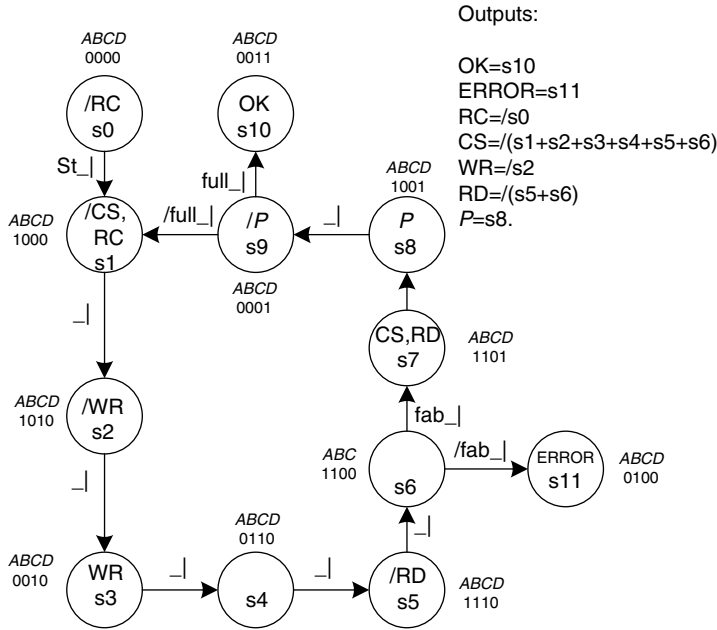 Outputs:
OK=s10
ERROR=s11
RC=/s0
CS=/(s1+s2+s3+s4+s5+s6)
WR=/s2
RD=/(s5+s6)
P=s8.
ABCD
0000
/RC
s0
St_|
ABCD
0011
OK
s10
full_|
ABCD
1000
/CS,
RC
s1
/full_|
/P
s9
ABCD
0001
_|
ABCD
1001
P
s8
_|
CS,RD
s7
ABCD
1101
fab_|
ABCD
1010
/WR
s2
_|
ABC
1100
s6
/fab_|
ERROR
s11
ABCD
0100
_|
ABCD
0010
WR
s3
_|
ABCD
0110
s4
_|
/RD
s5
ABCD
1110